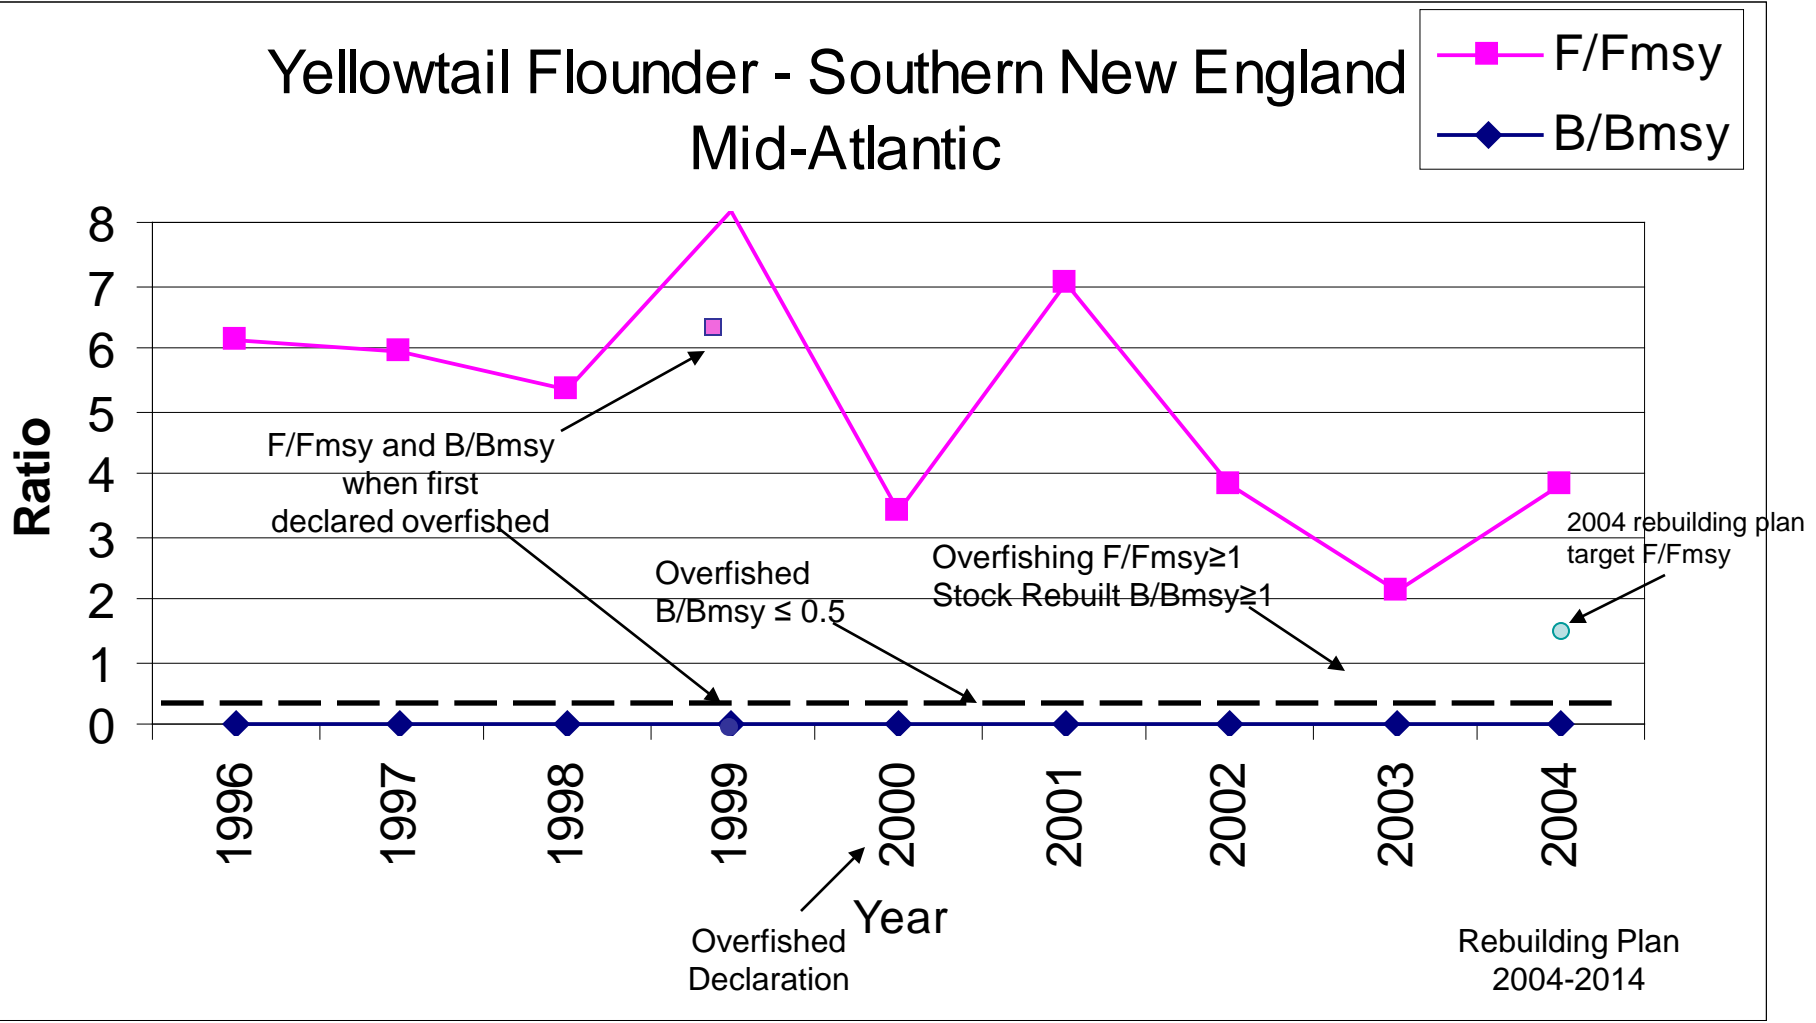 Yellowtail Flounder - Southern New England
Mid-Atlantic
F/Fmsy
B/Bmsy
Ratio
8
7
6
5
4
3
2
1
0
F/Fmsy and B/Bmsy
when first
declared overfished
Overfished
B/Bmsy ≤ 0.5
Overfishing F/Fmsy≥1
Stock Rebuilt B/Bmsy≥1
2004 rebuilding plan
target F/Fmsy
1996
1997
1998
1999
2000
2001
2002
2003
2004
Year
Overfished
Declaration
Rebuilding Plan
2004-2014